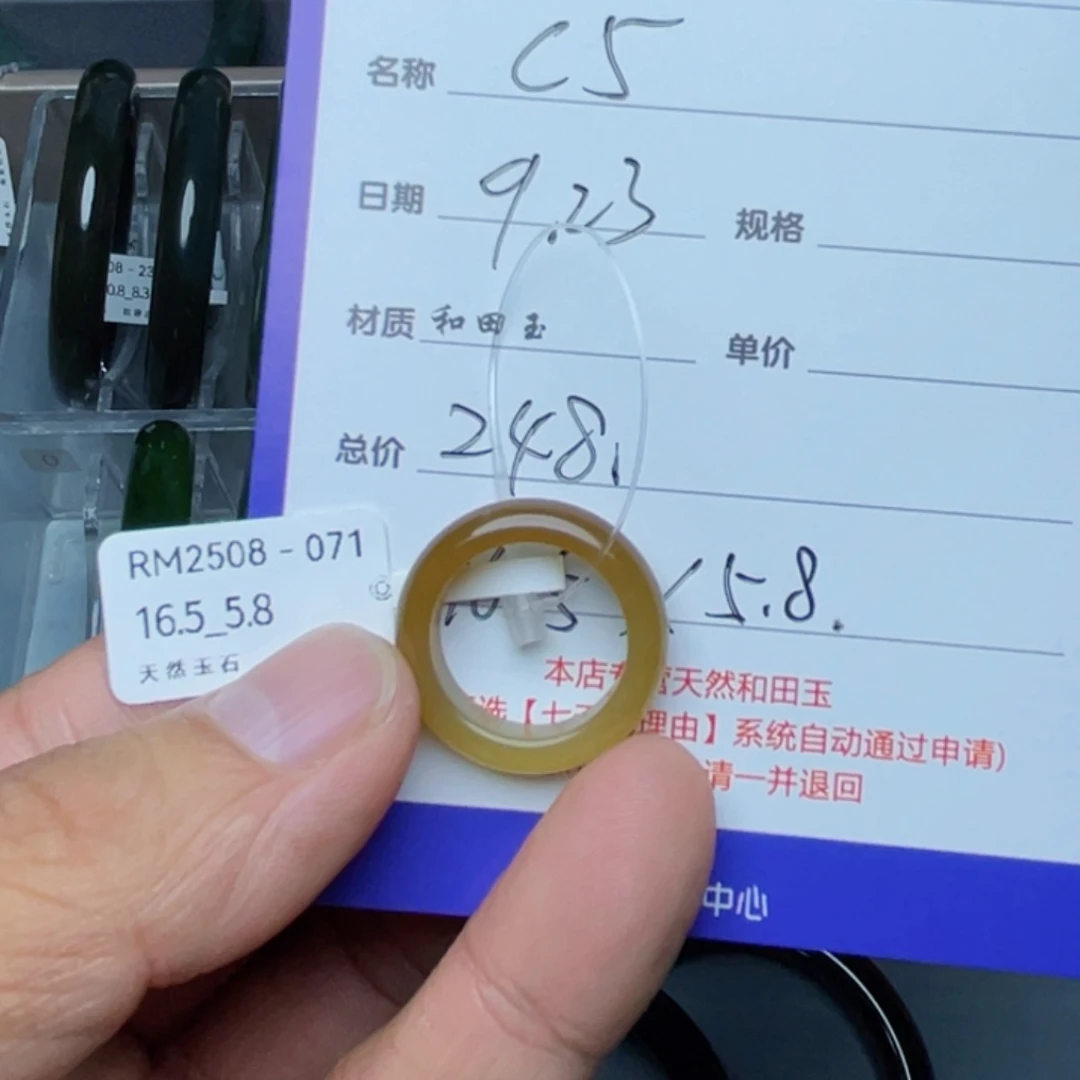 名称 C5
日期 9.23 规格
材质 和田玉 单价
总价 248.
5.8.
RM2508-071
16.5_5.8
天然玉石
本店 天然和田玉
选【七 理由】系统自动通过申请)
请一并退回
中心
08-23
0.8_8.3